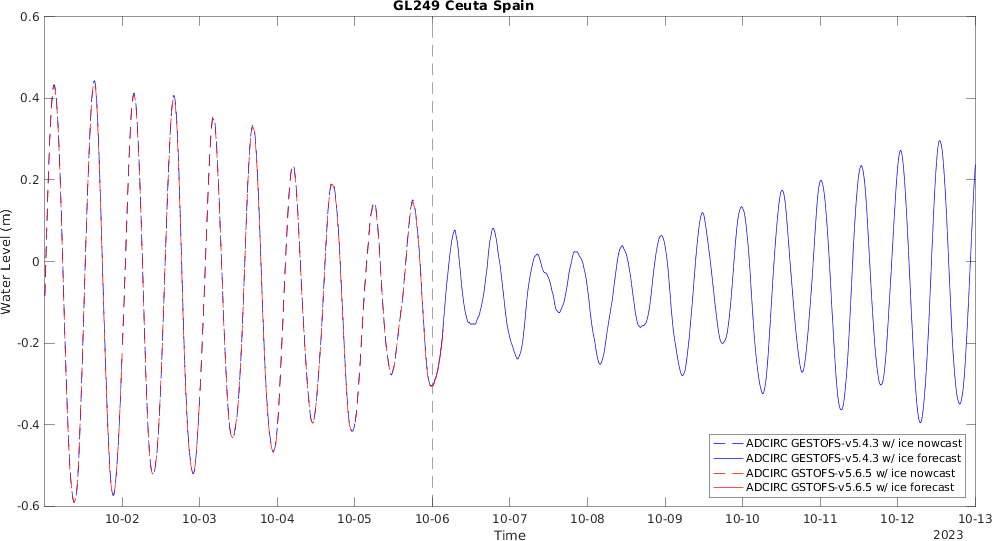 GL249 Ceuta Spain
0.6
0.4
0.2
0
-0.2
-0.4
-0.6
Water Level (m)
10-02
10-03
10-04
10-05
10-06
10-07
10-08
10-09
10-10
10-11
10-12
10-13
Time
2023
ADCIRC GESTOFS-v5.4.3 w/ ice nowcast
ADCIRC GESTOFS-v5.4.3 w/ ice forecast
ADCIRC GSTOFS-v5.6.5 w/ ice nowcast
ADCIRC GSTOFS-v5.6.5 w/ ice forecast